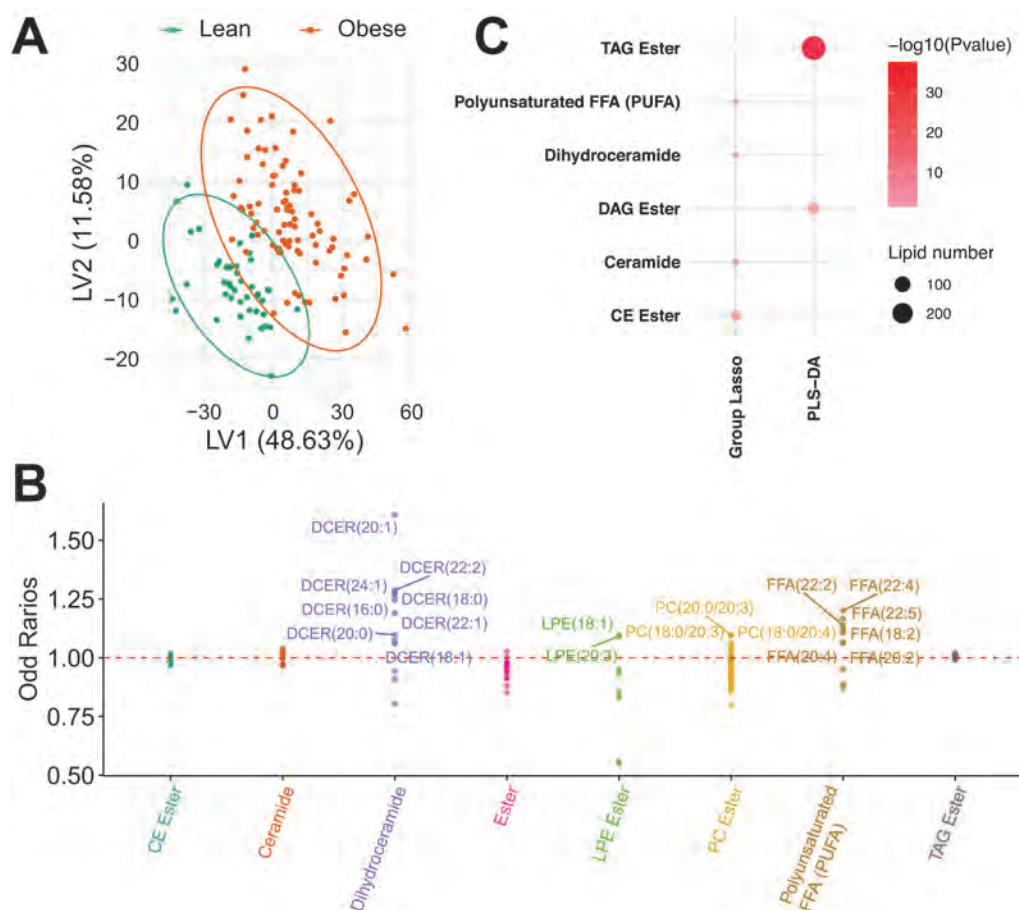 A
Lean
Obese
30
20
10
0
−10
−20
LV2 (11.58%)
−30
0
30
60
LV1 (48.63%)
C
TAG Ester
Polyunsaturated FFA (PUFA)
Dihydroceramide
DAG Ester
Ceramide
CE Ester
Group Lasso
PLS−DA
−log10(Pvalue)
30
20
10
Lipid number
100
200
B
Odd Rarios
1.50
1.25
1.00
0.75
0.50
DCER(20:1)
DCER(22:2)
DCER(24:1)
DCER(16:0)
DCER(18:0)
DCER(22:1)
DCER(20:0)
DCER(18:1)
LPE(18:1)
LPE(20:3)
PC(20:0/20:3)
PC(18:0/20:3)
PC(18:0/20:4)
FFA(22:2)
FFA(22:4)
FFA(22:5)
FFA(18:2)
FFA(20:4)
FFA(20:2)
CE Ester
Ceramide
Dihydroceramide
Ester
LPE Ester
PC Ester
Polyunsaturated
FFA (PUFA)
TAG Ester